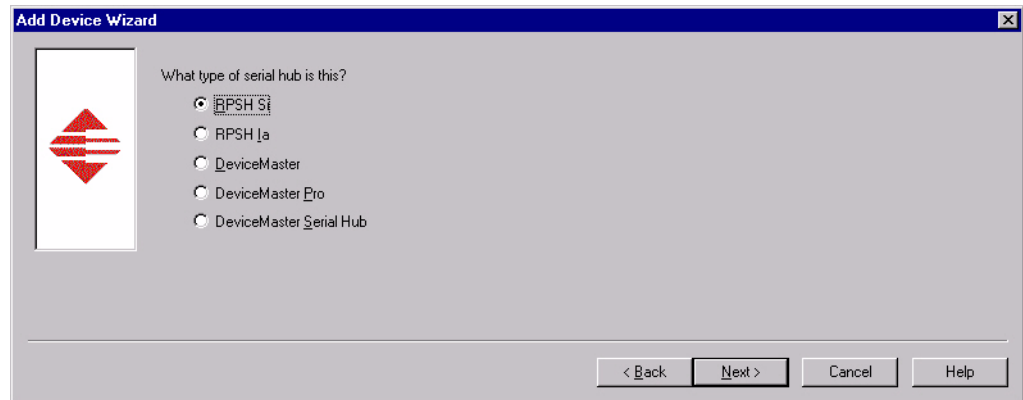 Add Device Wizard
What type of serial hub is this?
RPSH Si
RPSH Ia
DeviceMaster
DeviceMaster Pro
DeviceMaster Serial Hub
< Back Next > Cancel Help